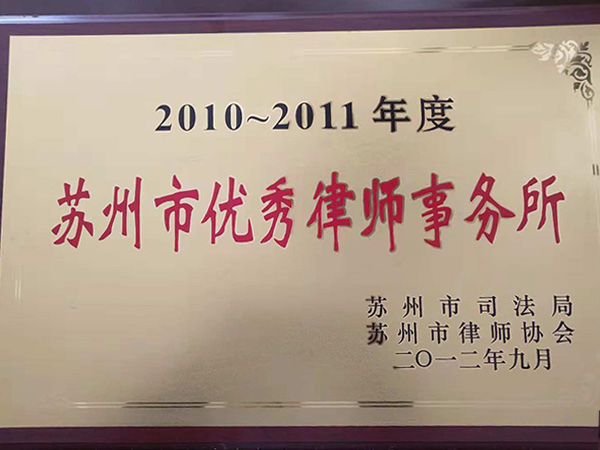 2010~2011年度
苏州市优秀律师事务所
苏州市司法局
苏州市律师协会
二〇一二年九月